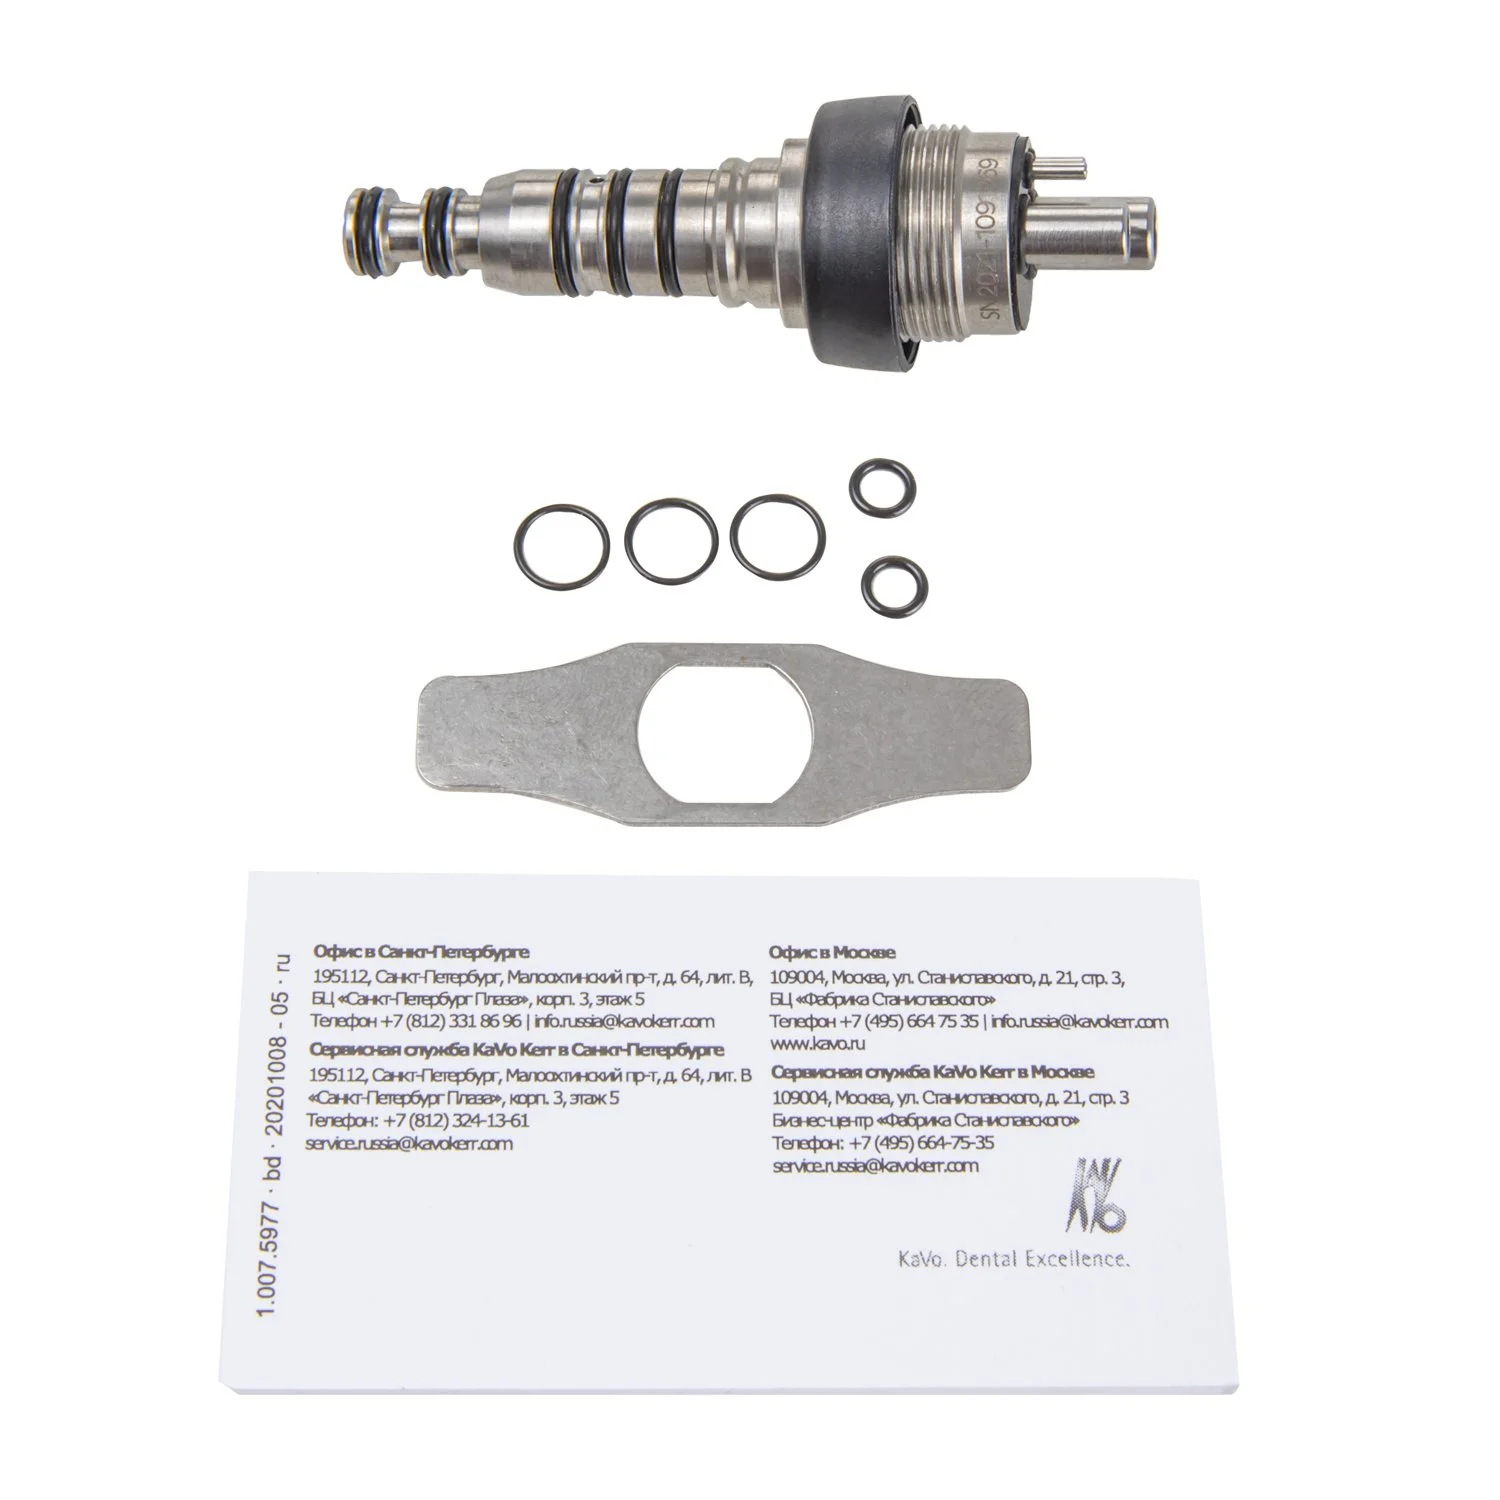 SN 2021-109
1.007.5977 · bd · 20201008 - 05 · ru
Офис в Санкт-Петербурге
195112, Санкт-Петербург, Малоохтинский пр-т, д. 64, лит. В,
БЦ «Санкт-Петербург Плаза», корп. 3, этаж 5
Телефон +7 (812) 331 86 96 | info.russia@kavokerr.com
Сервисная служба KaVo Kerr в Санкт-Петербурге
195112, Санкт-Петербург, Малоохтинский пр-т, д. 64, лит. В
«Санкт-Петербург Плаза», корп. 3, этаж 5
Телефон: +7 (812) 324-13-61
service.russia@kavokerr.com
Офис в Москве
109004, Москва, ул. Станиславского, д. 21, стр. 3,
БЦ «Фабрика Станиславского»
Телефон +7 (495) 664 75 35 | info.russia@kavokerr.com
www.kavo.ru
Сервисная служба KaVo Kerr в Москве
109004, Москва, ул. Станиславского, д. 21, стр. 3
Бизнес-центр «Фабрика Станиславского»
Телефон: +7 (495) 664-75-35
service.russia@kavokerr.com
KAVO
KaVo. Dental Excellence.